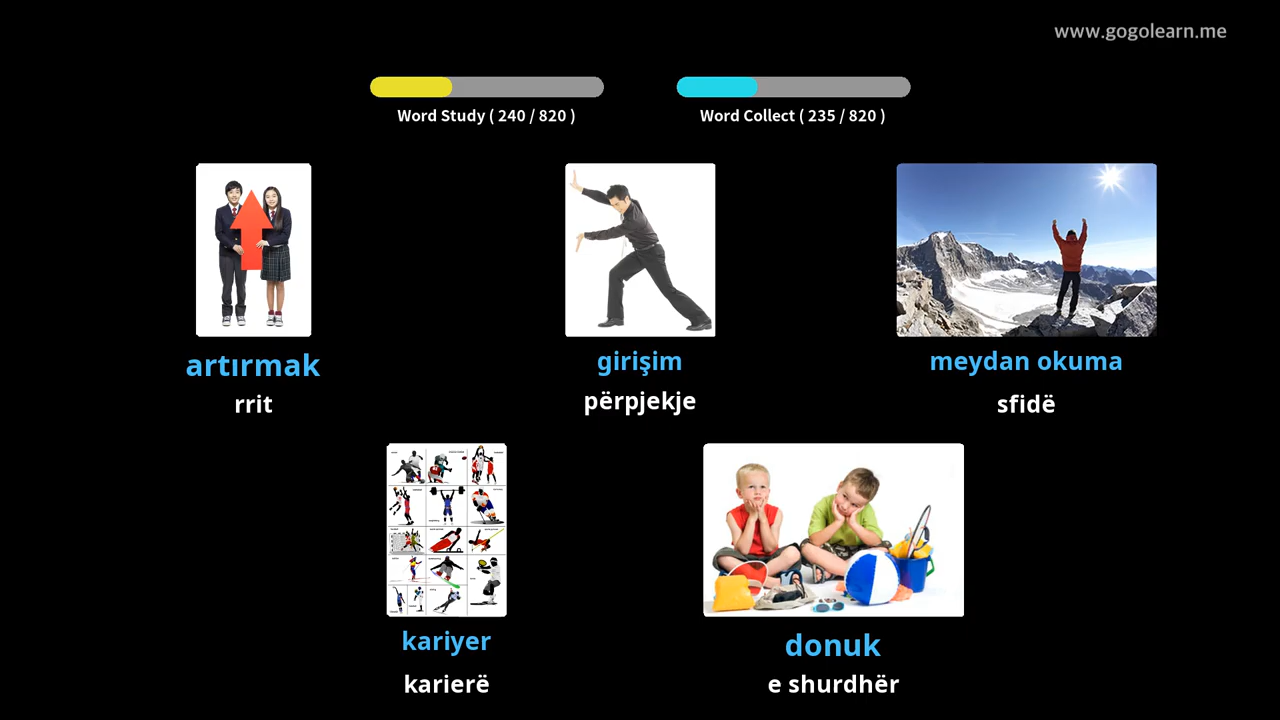 www.gogolearn.me
Word Study ( 240 / 820 )
Word Collect ( 235 / 820 )
artırmak
rrit
girişim
përpjekje
meydan okuma
sfidë
kariyer
karierë
donuk
e shurdhër